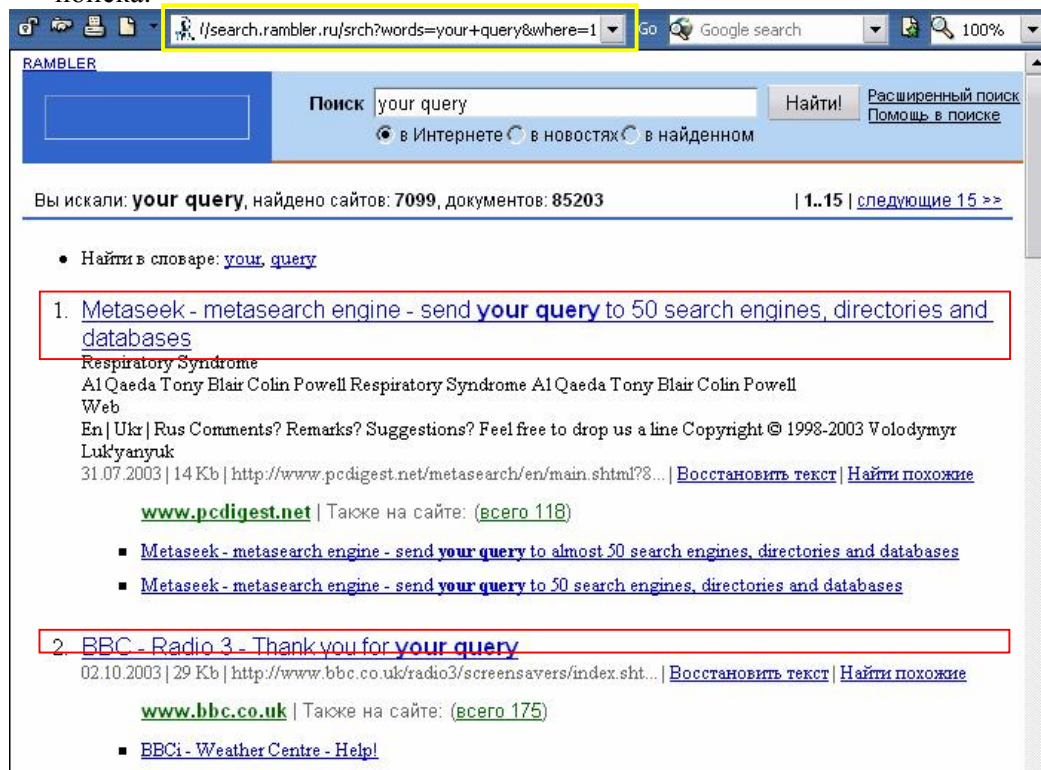 поиска.
//search.rambler.ru/srch?words=your+query&where=1 Go Google search 100%
RAMBLER
Поиск your query Найти! Расширенный поиск
Помощь в поиске
в Интернете в новостях в найденном
Вы искали: your query, найдено сайтов: 7099, документов: 85203 | 1..15 | следующие 15 >>
• Найти в словаре: your, query
1. Metaseek - metasearch engine - send your query to 50 search engines, directories and
databases
Respiratory Syndrome
Al Qaeda Tony Blair Colin Powell Respiratory Syndrome Al Qaeda Tony Blair Colin Powell
Web
En | Ukr | Rus Comments? Remarks? Suggestions? Feel free to drop us a line Copyright © 1998-2003 Volodymyr
Luk'yanyuk
31.07.2003 | 14 Kb | http://www.pcdigest.net/metasearch/en/main.shtml?8... | Восстановить текст | Найти похожие
www.pcdigest.net | Также на сайте: (всего 118)
▪ Metaseek - metasearch engine - send your query to almost 50 search engines, directories and databases
▪ Metaseek - metasearch engine - send your query to 50 search engines, directories and databases
2. BBC - Radio 3 - Thank you for your query
02.10.2003 | 29 Kb | http://www.bbc.co.uk/radio3/screensavers/index.sht... | Восстановить текст | Найти похожие
www.bbc.co.uk | Также на сайте: (всего 175)
▪ BBCi - Weather Centre - Help!